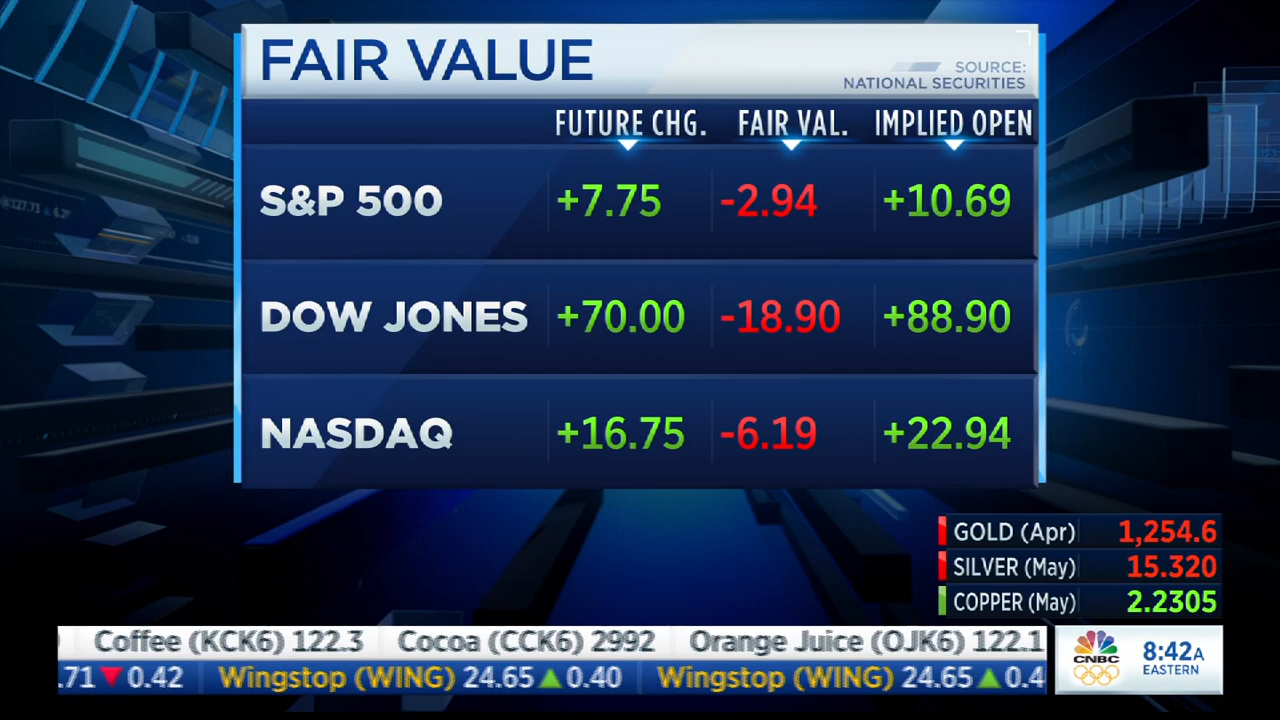 FAIR VALUE
SOURCE:
NATIONAL SECURITIES
FUTURE CHG. FAIR VAL. IMPLIED OPEN
S&P 500 +7.75 -2.94 +10.69
DOW JONES +70.00 -18.90 +88.90
NASDAQ +16.75 -6.19 +22.94
GOLD (Apr) 1,254.6
SILVER (May) 15.320
COPPER (May) 2.2305
Coffee (KCK6) 122.3 Cocoa (CCK6) 2992 Orange Juice (OJK6) 122.1
.71 ▼ 0.42 Wingstop (WING) 24.65 ▲ 0.40 Wingstop (WING) 24.65 ▲ 0.4
CNBC
8:42A
EASTERN